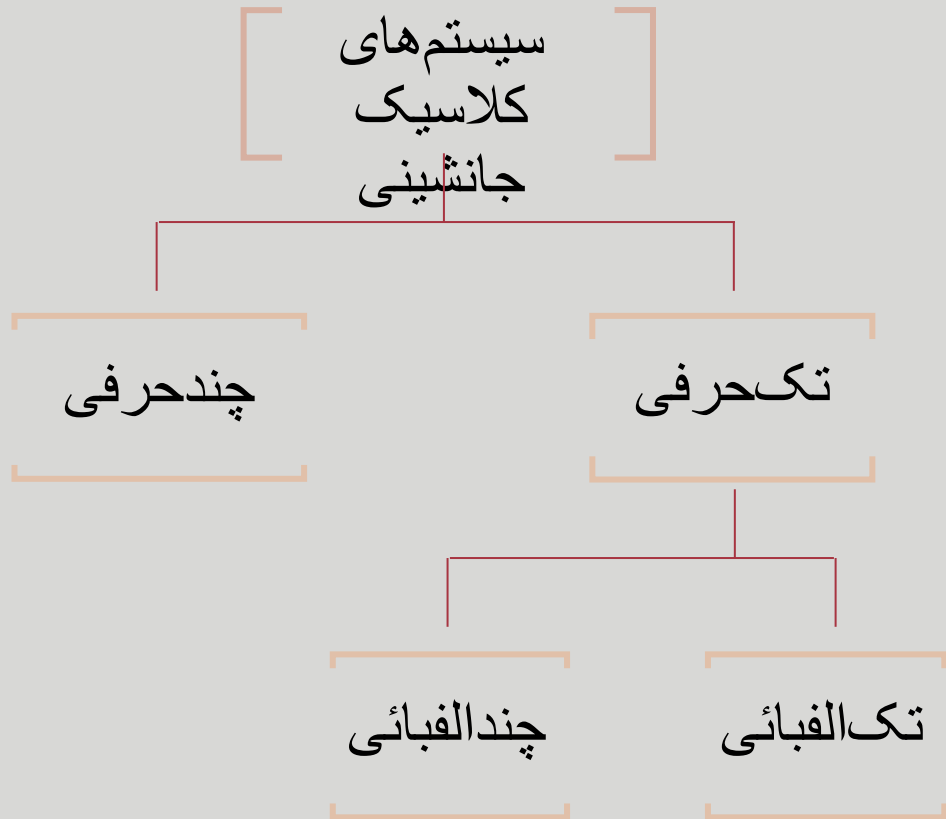 سیستم‌های
کلاسیک
جانشینی
تک‌حرفی
چندحرفی
تک‌الفبائی
چندالفبائی